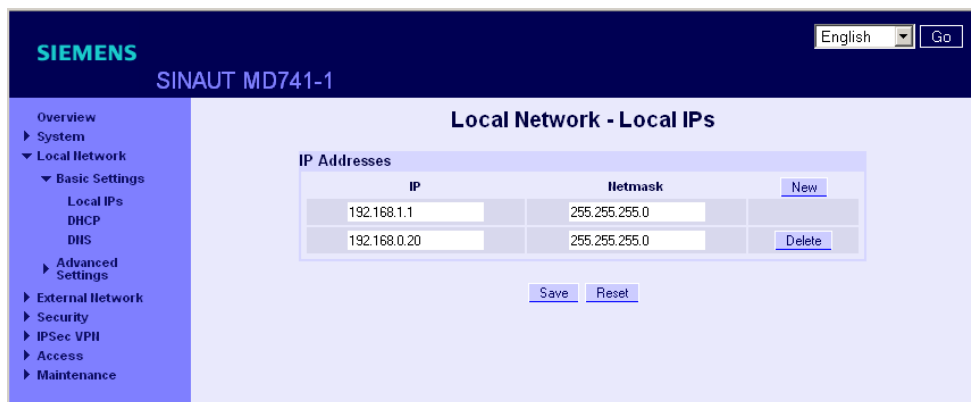 English Go
SIEMENS
SINAUT MD741-1
Overview
System
Local Network
Basic Settings
Local IPs
DHCP
DNS
Advanced
Settings
External Network
Security
IPSec VPN
Access
Maintenance
Local Network - Local IPs
IP Addresses
IP Netmask New
192.168.1.1 255.255.255.0
192.168.0.20 255.255.255.0 Delete
Save Reset